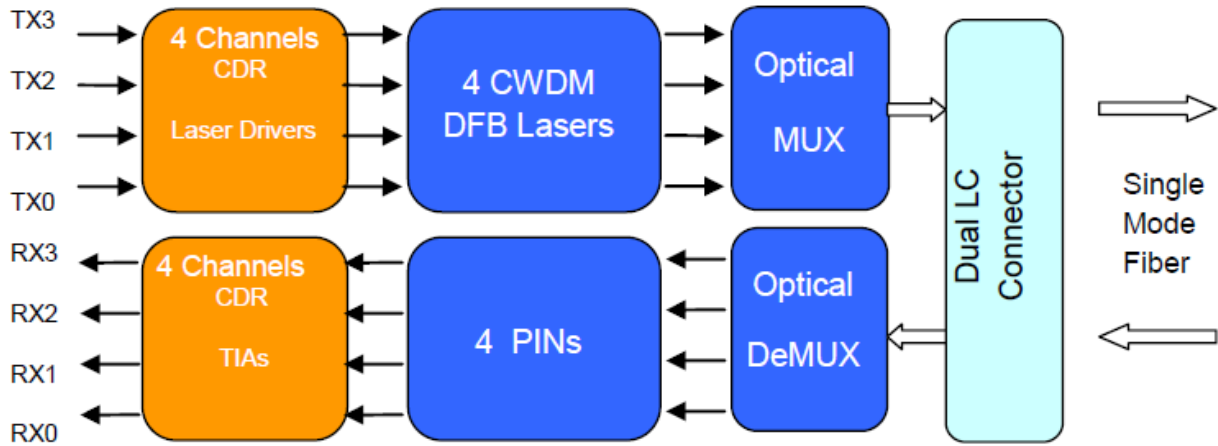 TX3
TX2
TX1
TX0
4 Channels
CDR
Laser Drivers
4 CWDM
DFB Lasers
Optical
MUX
RX3
RX2
RX1
RX0
4 Channels
CDR
TIAs
4 PINs
Optical
DeMUX
Dual LC
Connector
Single
Mode
Fiber